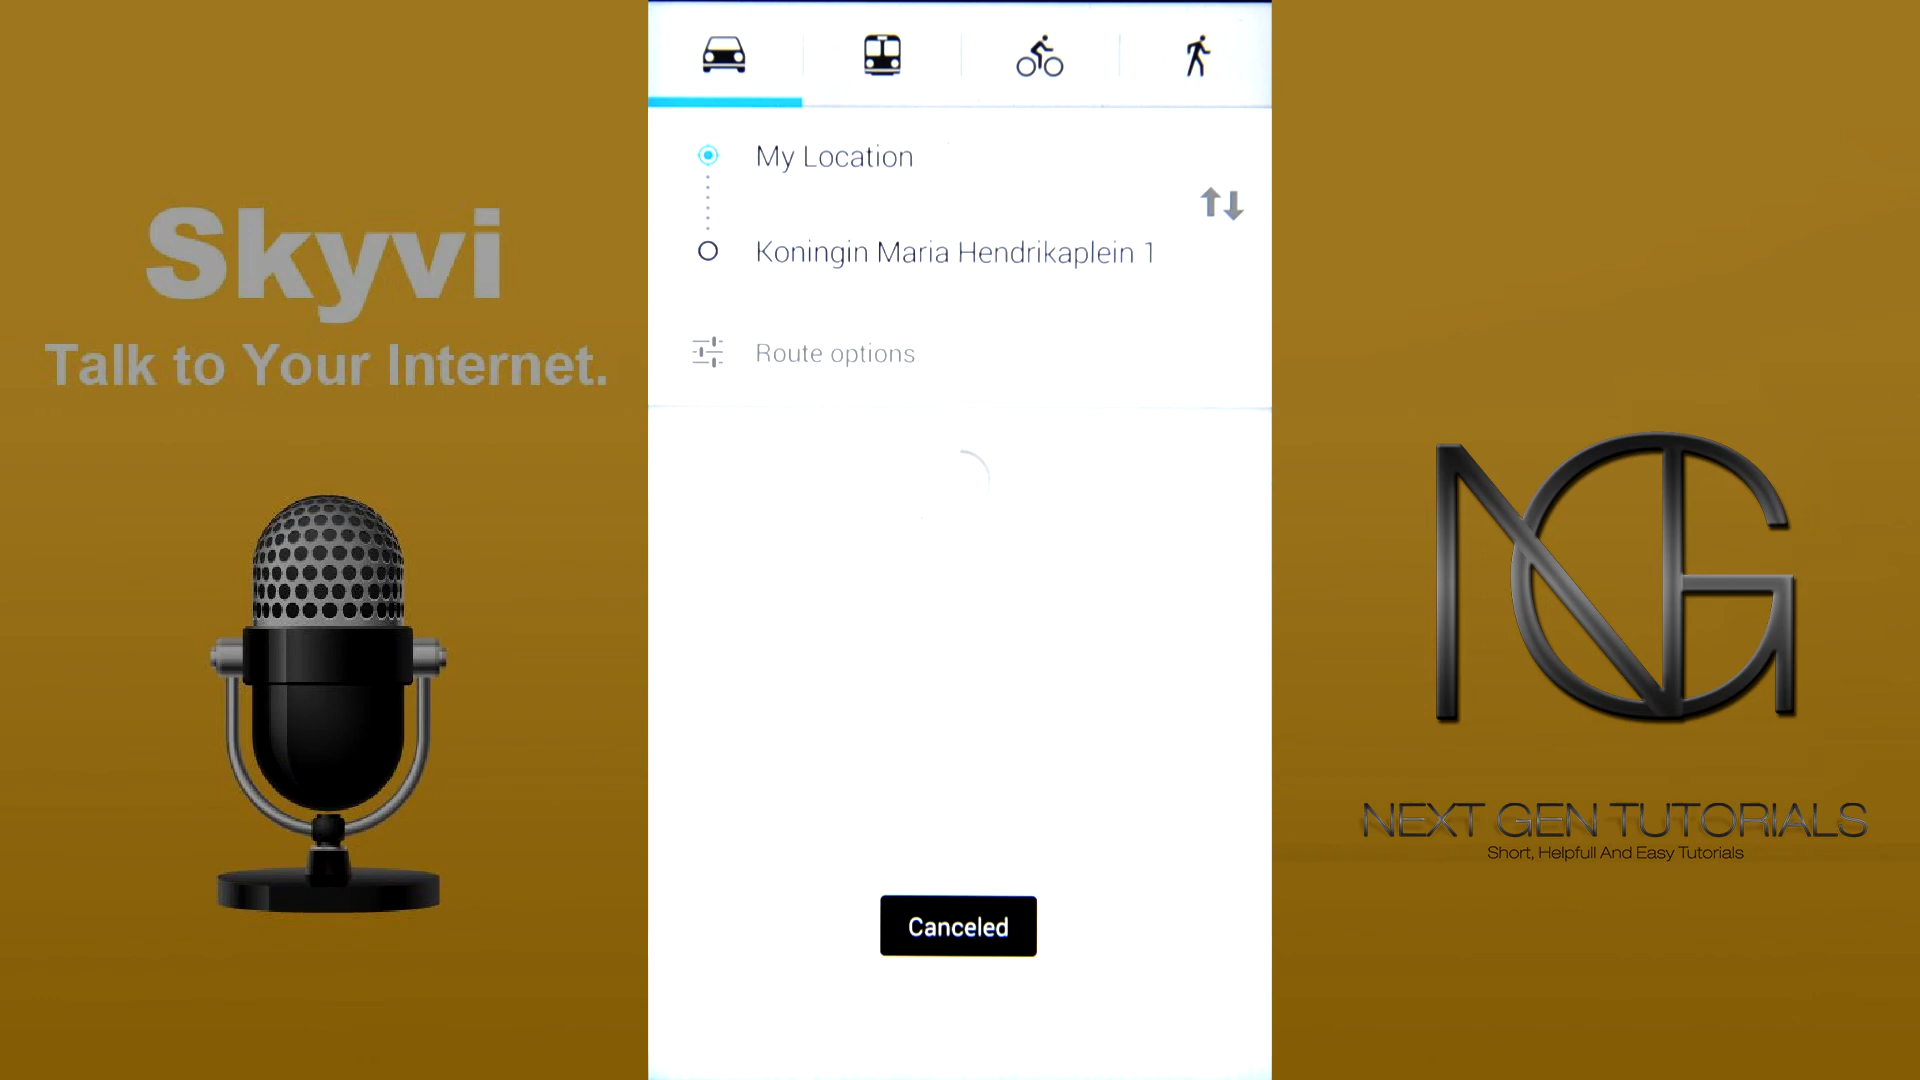 Skyvi
Talk to Your Internet.
My Location
Koningin Maria Hendrikaplein 1
Route options
Canceled
NG
NEXT GEN TUTORIALS
Short, Helpfull And Easy Tutorials